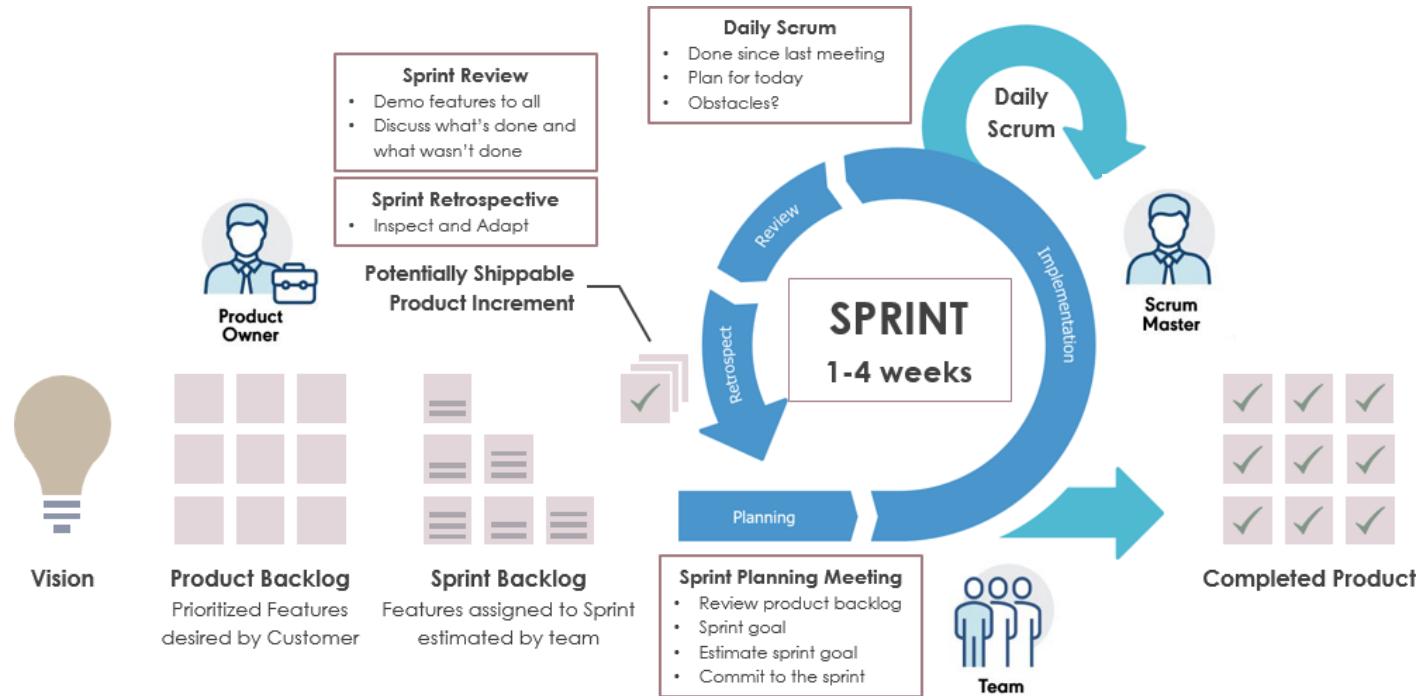 Daily Scrum
• Done since last meeting
• Plan for today
• Obstacles?
Sprint Review
• Demo features to all
• Discuss what's done and
what wasn't done
Sprint Retrospective
• Inspect and Adapt
Daily
Scrum
Product
Owner
Potentially Shippable
Product Increment
Review
Retrospect
Implementation
Planning
SPRINT
1-4 weeks
Scrum
Master
Vision
Product Backlog
Prioritized Features
desired by Customer
Sprint Backlog
Features assigned to Sprint
estimated by team
Sprint Planning Meeting
• Review product backlog
• Sprint goal
• Estimate sprint goal
• Commit to the sprint
Team
Completed Product